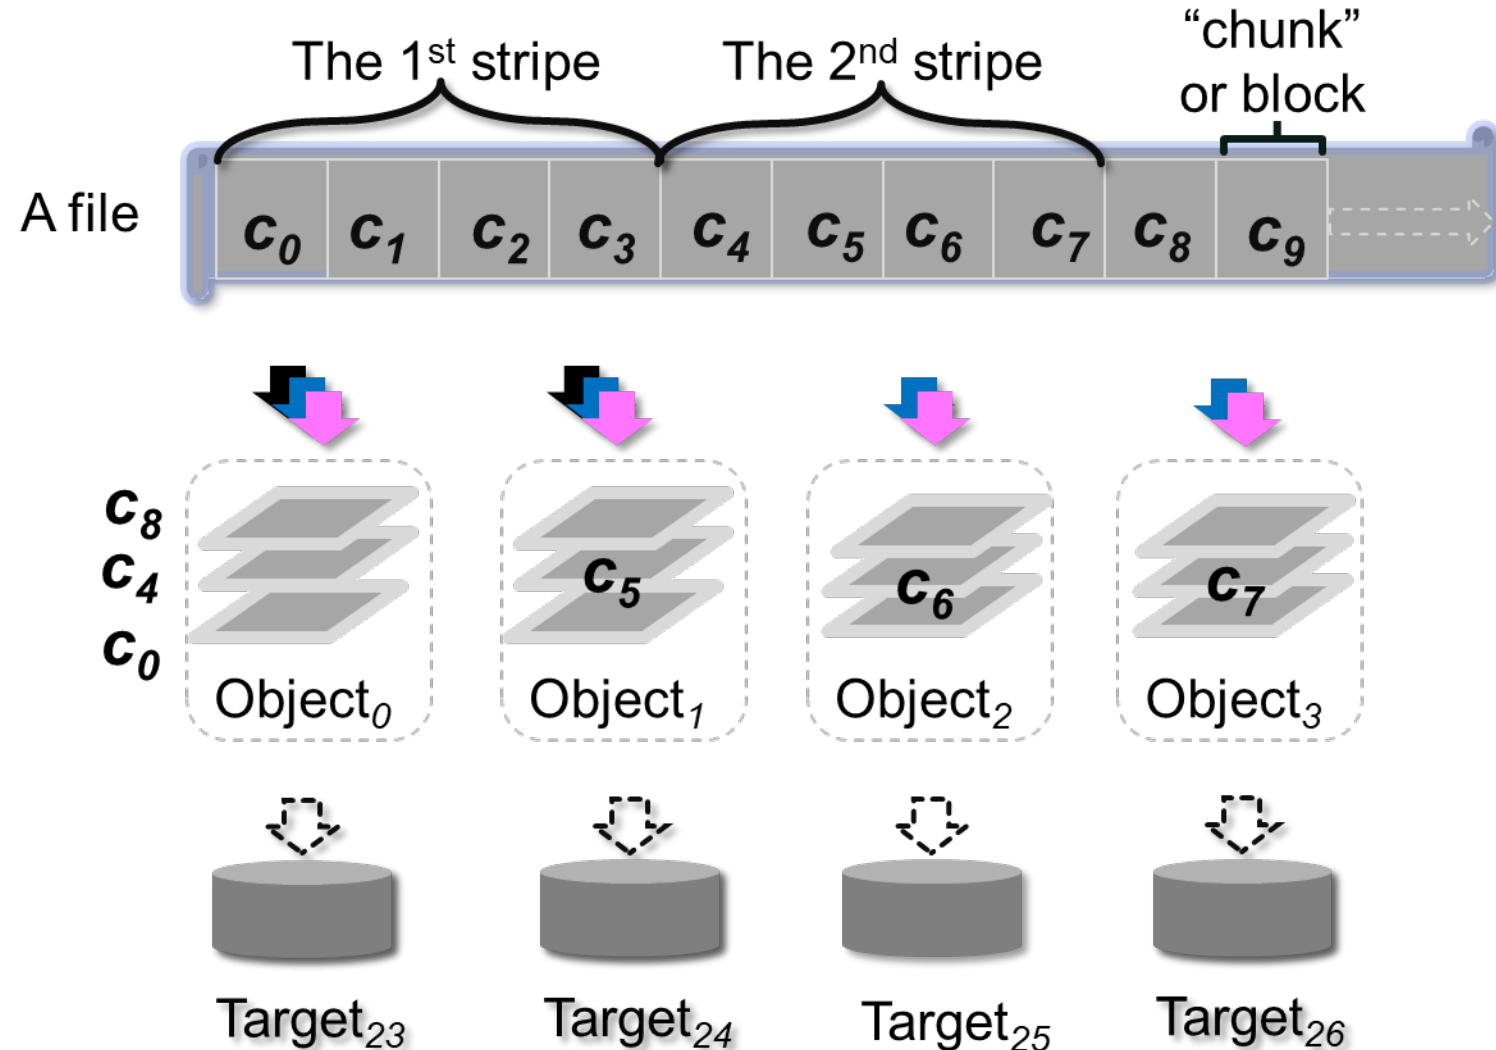 The 1st stripe
The 2nd stripe
“chunk”
or block
A file
c0 c1 c2 c3 c4 c5 c6 c7 c8 c9
c8
c4
c0
c5
c6
c7
Object0
Object1
Object2
Object3
Target23
Target24
Target25
Target26